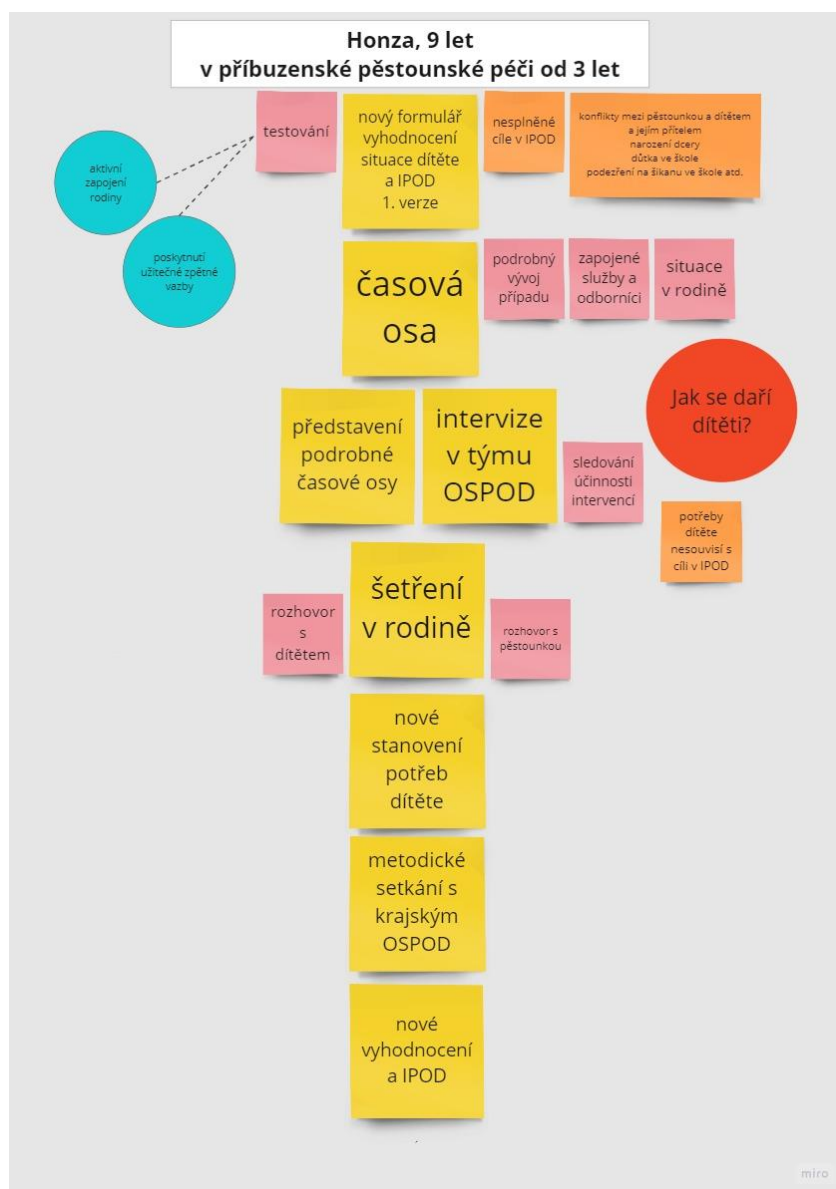 Honza, 9 let
v příbuzenské pěstounské péči od 3 let
testování
nový formulář
vyhodnocení
situace dítěte
a IPOD
1. verze
nesplněné
cíle v IPOD
konflikty mezi pěstounkou a dítětem
a jejím přítelem
narození dcery
důtka ve škole
podezření na šikanu ve škole atd.
aktivní
zapojení
rodiny
poskytnutí
užitečné zpětné
vazby
časová
osa
podrobný
vývoj
případu
zapojené
služby a
odborníci
situace
v rodině
Jak se daří
dítěti?
představení
podrobné
časové osy
intervize
v týmu
OSPOD
sledování
účinnosti
intervencí
potřeby
dítěte
nesouvisí s
cíli v IPOD
šetření
v rodině
rozhovor
s
dítětem
rozhovor s
pěstounkou
nové
stanovení
potřeb
dítěte
metodické
setkání s
krajským
OSPOD
nové
vyhodnocení
a IPOD
miro